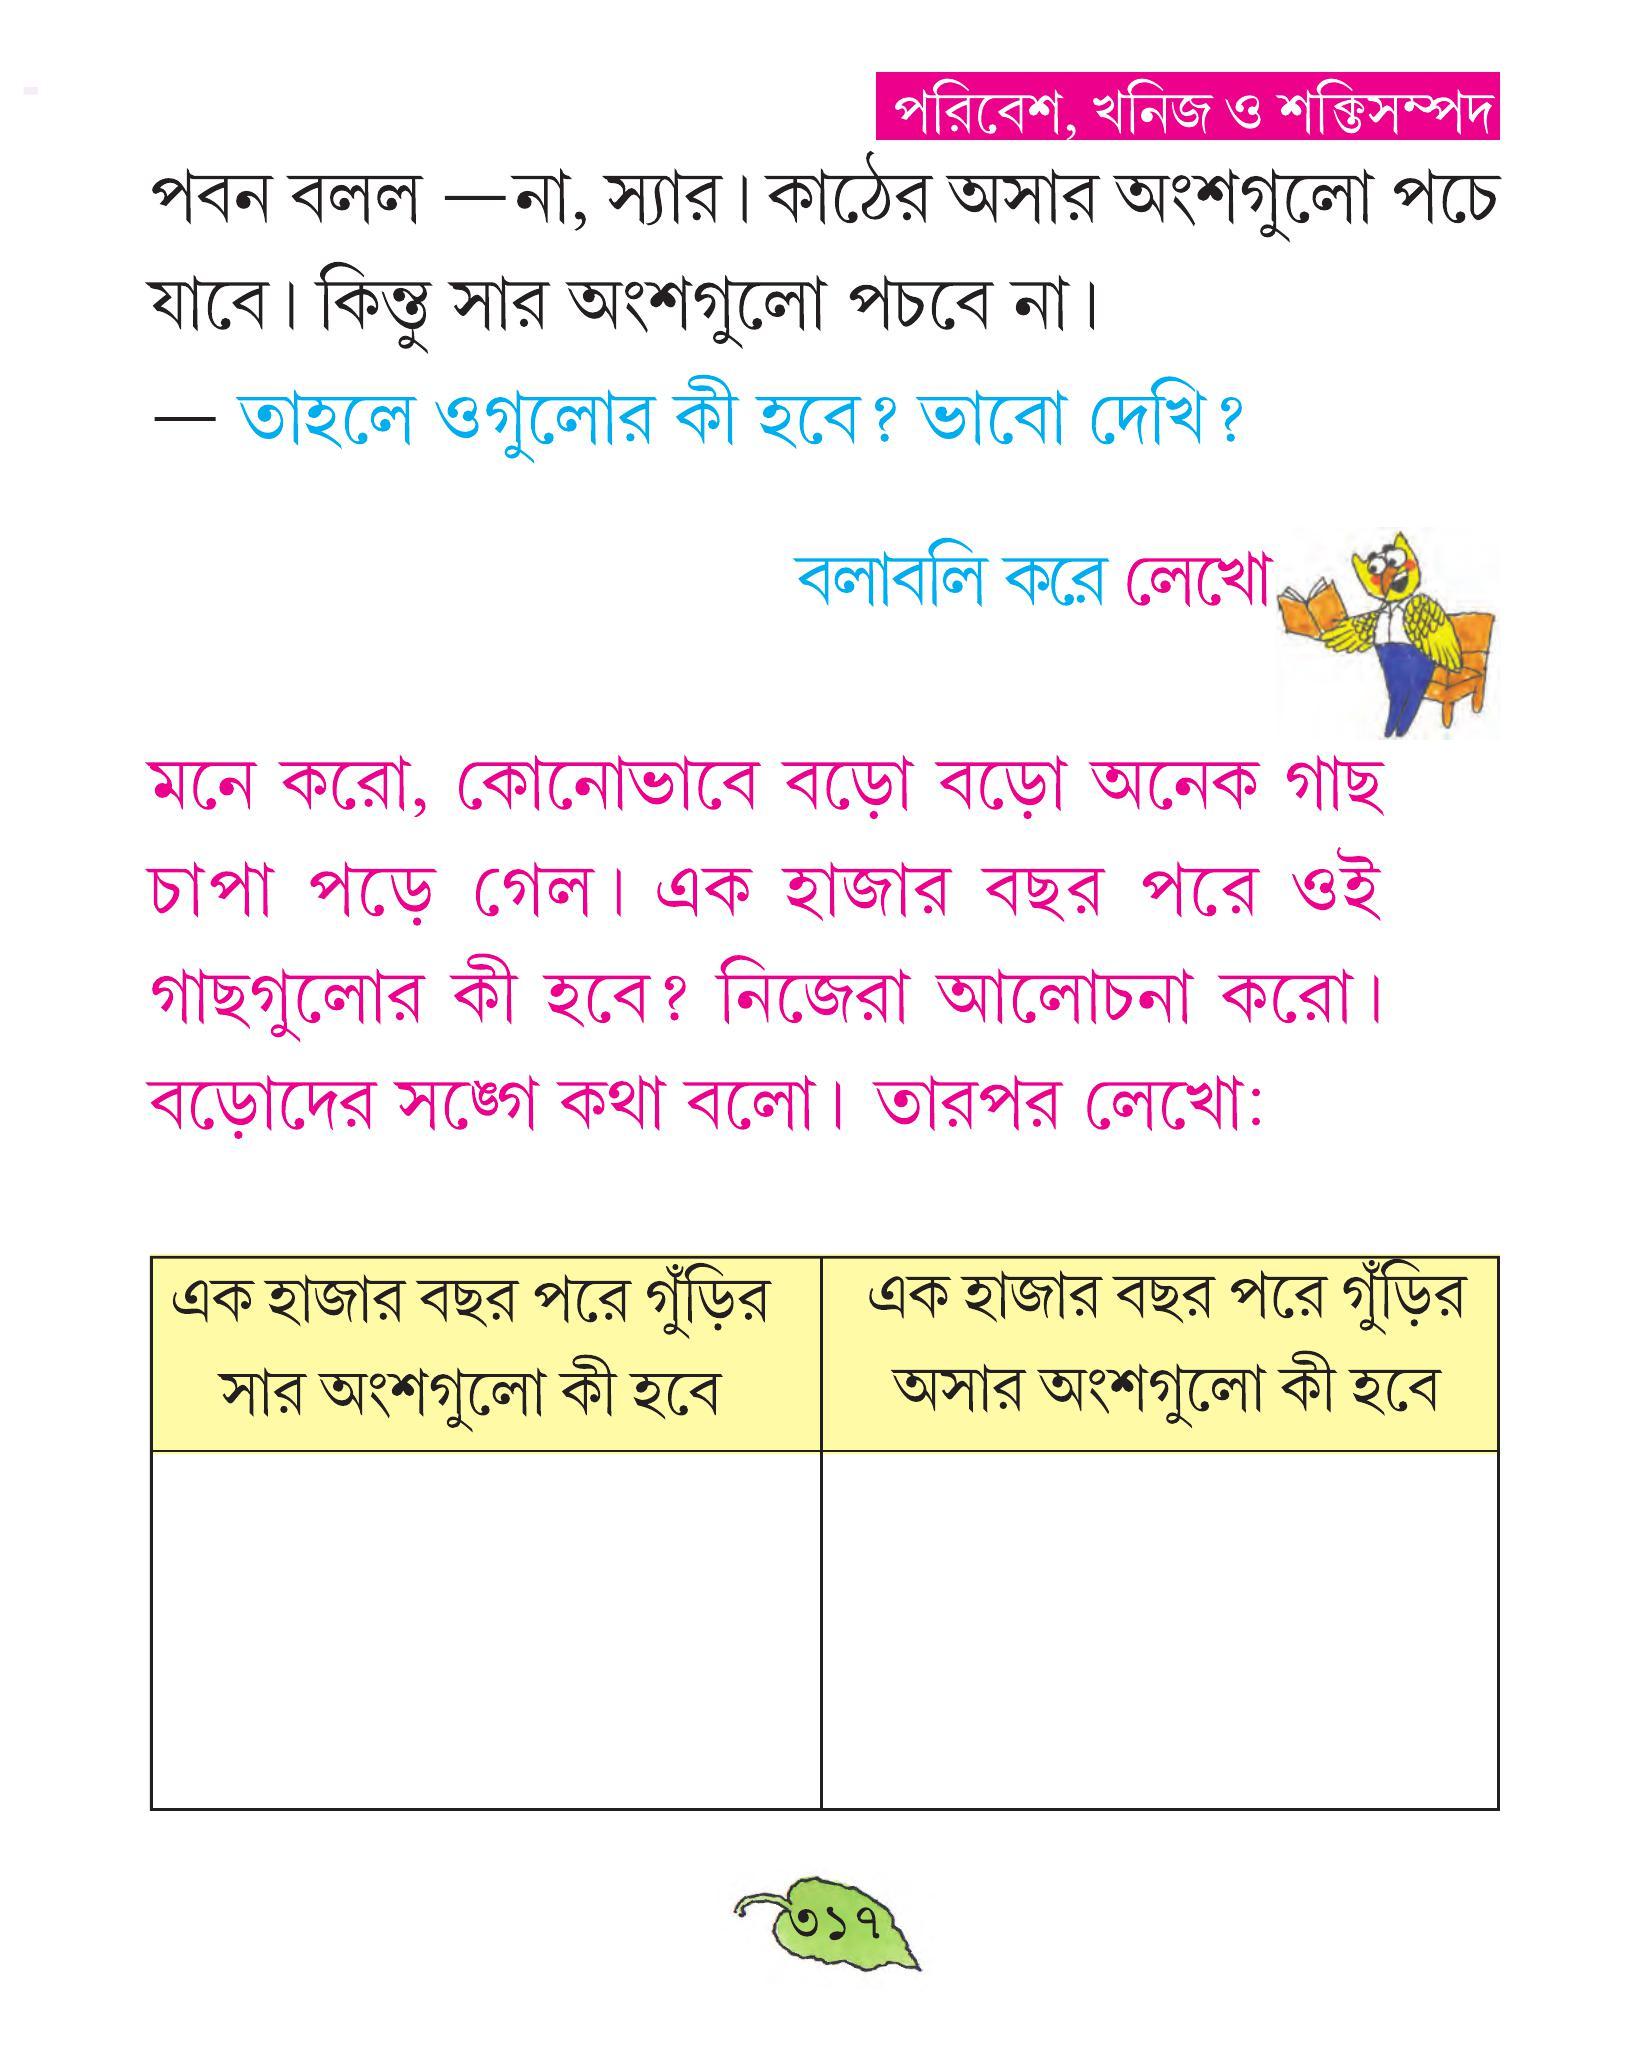 পরিবেশ, খনিজ ও শক্তিসম্পদ
পবন বলল — না, স্যার। কাঠের অসার অংশগুলো পচে
যাবে। কিন্তু সার অংশগুলো পচবে না।
— তাহলে ওগুলোর কী হবে? ভাবো দেখি?
বলাবলি করে লেখো
মনে করো, কোনোভাবে বড়ো বড়ো অনেক গাছ
চাপা পড়ে গেল। এক হাজার বছর পরে ওই
গাছগুলোর কী হবে? নিজেরা আলোচনা করো।
বড়োদের সঙ্গে কথা বলো। তারপর লেখো:
এক হাজার বছর পরে গুঁড়ির
সার অংশগুলো কী হবে
এক হাজার বছর পরে গুঁড়ির
অসার অংশগুলো কী হবে
৩১৭